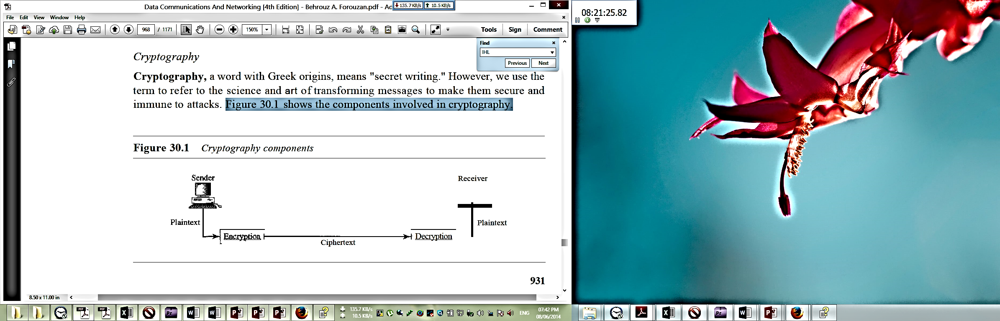 Data Communications And Networking [4th Edition] - Behrouz A. Forouzan.pdf - Ad
135.7 KB/s 10.5 KB/s
File Edit View Window Help
968 / 1171 150% Tools Sign Comment
Find
IHL
Previous Next
Cryptography
Cryptography, a word with Greek origins, means "secret writing." However, we use the
term to refer to the science and art of transforming messages to make them secure and
immune to attacks. Figure 30.1 shows the components involved in cryptography.
Figure 30.1 Cryptography components
Sender
Receiver
Plaintext
Plaintext
Encryption
Decryption
Ciphertext
931
8.50 x 11.00 in
135.7 KB/s
10.5 KB/s
ENG
07:42 PM
08/06/2014
08:21:25.82